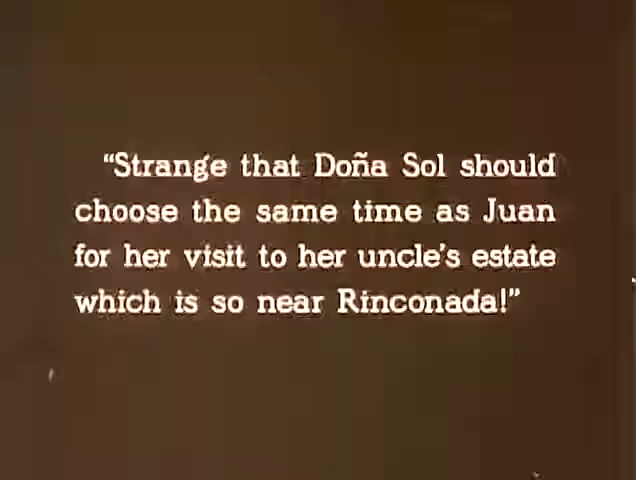 “Strange that Doña Sol should
choose the same time as Juan
for her visit to her uncle’s estate
which is so near Rinconada!”